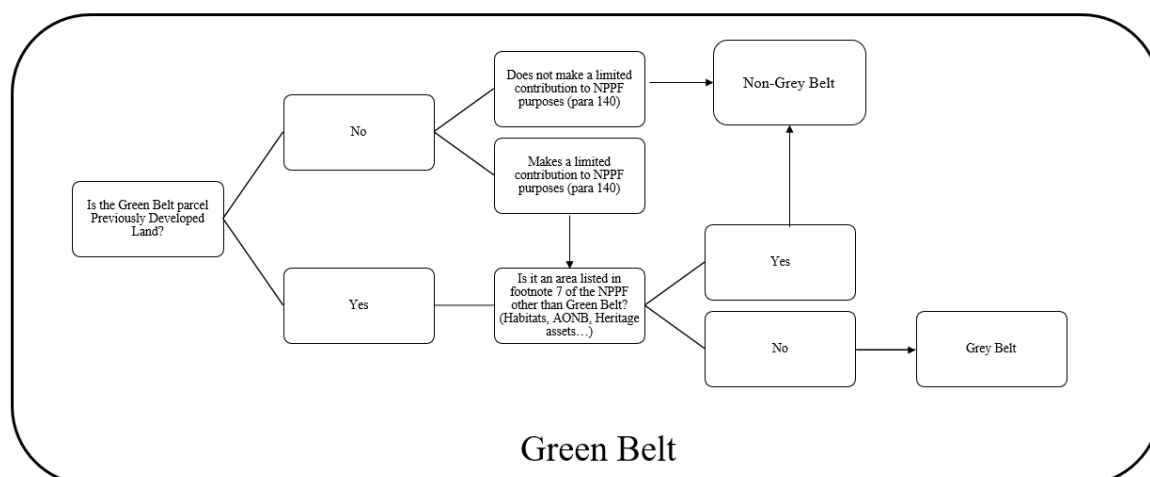 Does not make a limited
contribution to NPPF
purposes (para 140)
Non-Grey Belt
No
Makes a limited
contribution to NPPF
purposes (para 140)
Is the Green Belt parcel
Previously Developed
Land?
Yes
Is it an area listed in
footnote 7 of the NPPF
other than Green Belt?
(Habitats, AONB, Heritage
assets…)
Yes
No
Grey Belt
Green Belt